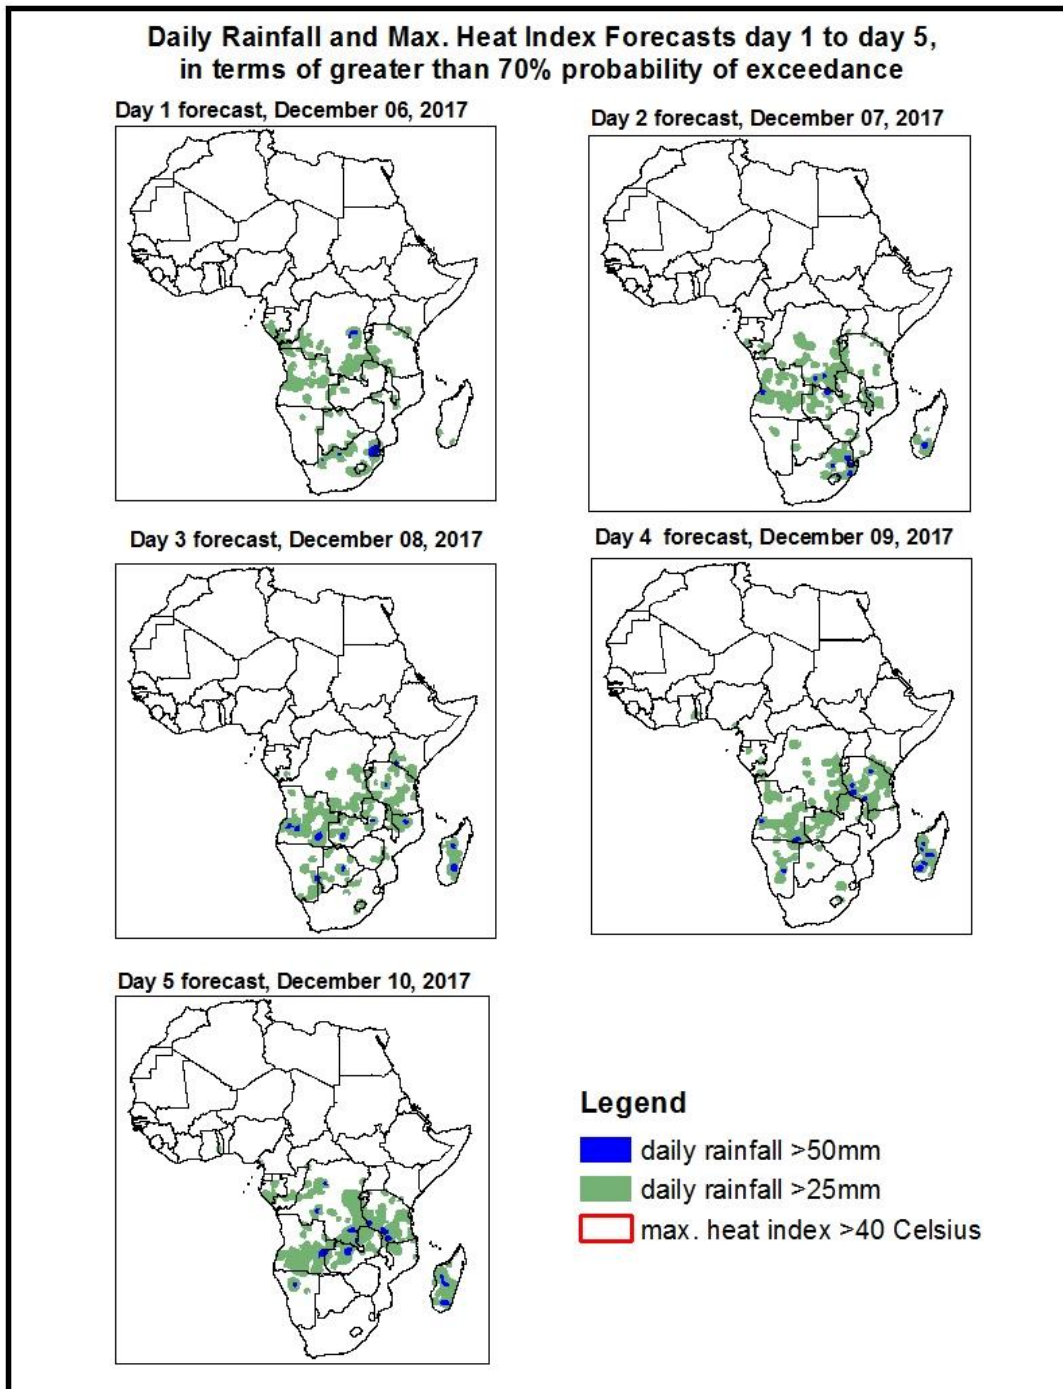 Daily Rainfall and Max. Heat Index Forecasts day 1 to day 5,
in terms of greater than 70% probability of exceedance
Day 1 forecast, December 06, 2017
Day 2 forecast, December 07, 2017
Day 3 forecast, December 08, 2017
Day 4 forecast, December 09, 2017
Day 5 forecast, December 10, 2017
Legend
daily rainfall >50mm
daily rainfall >25mm
max. heat index >40 Celsius